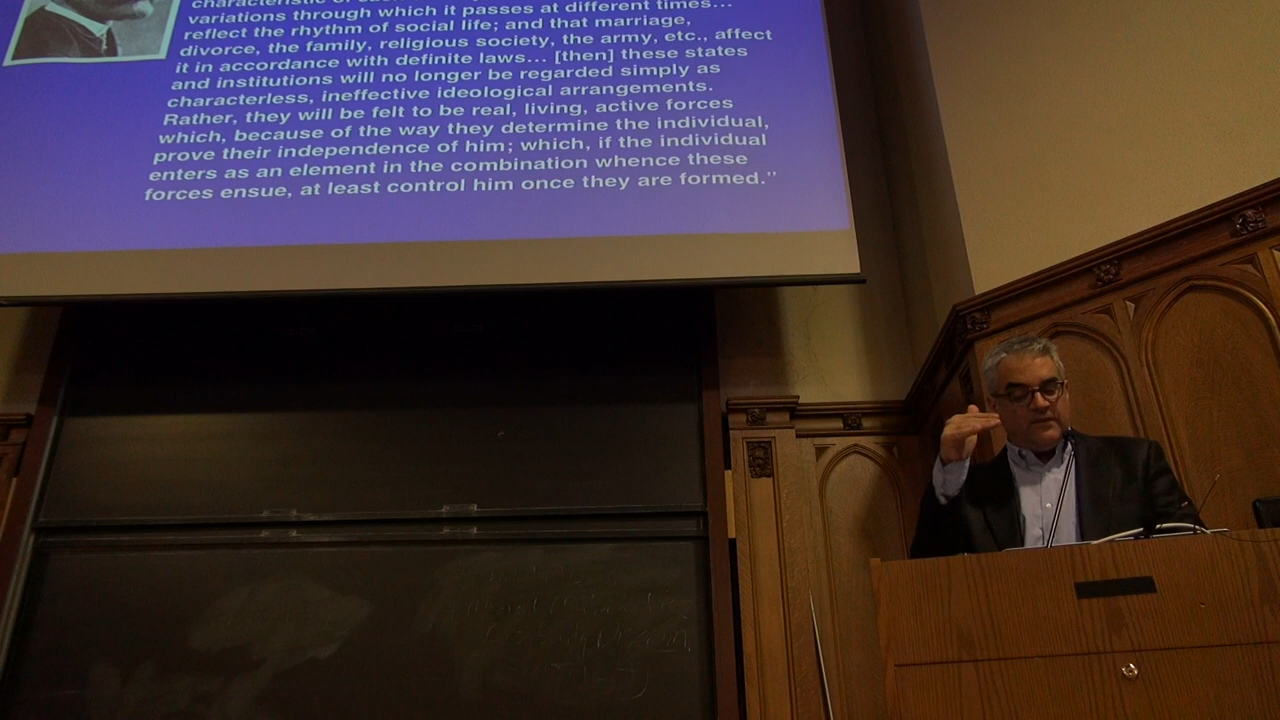 characteristic of
variations through which it passes at different times…
reflect the rhythm of social life; and that marriage,
divorce, the family, religious society, the army, etc., affect
it in accordance with definite laws… [then] these states
and institutions will no longer be regarded simply as
characterless, ineffective ideological arrangements.
Rather, they will be felt to be real, living, active forces
which, because of the way they determine the individual,
prove their independence of him; which, if the individual
enters as an element in the combination whence these
forces ensue, at least control him once they are formed.”